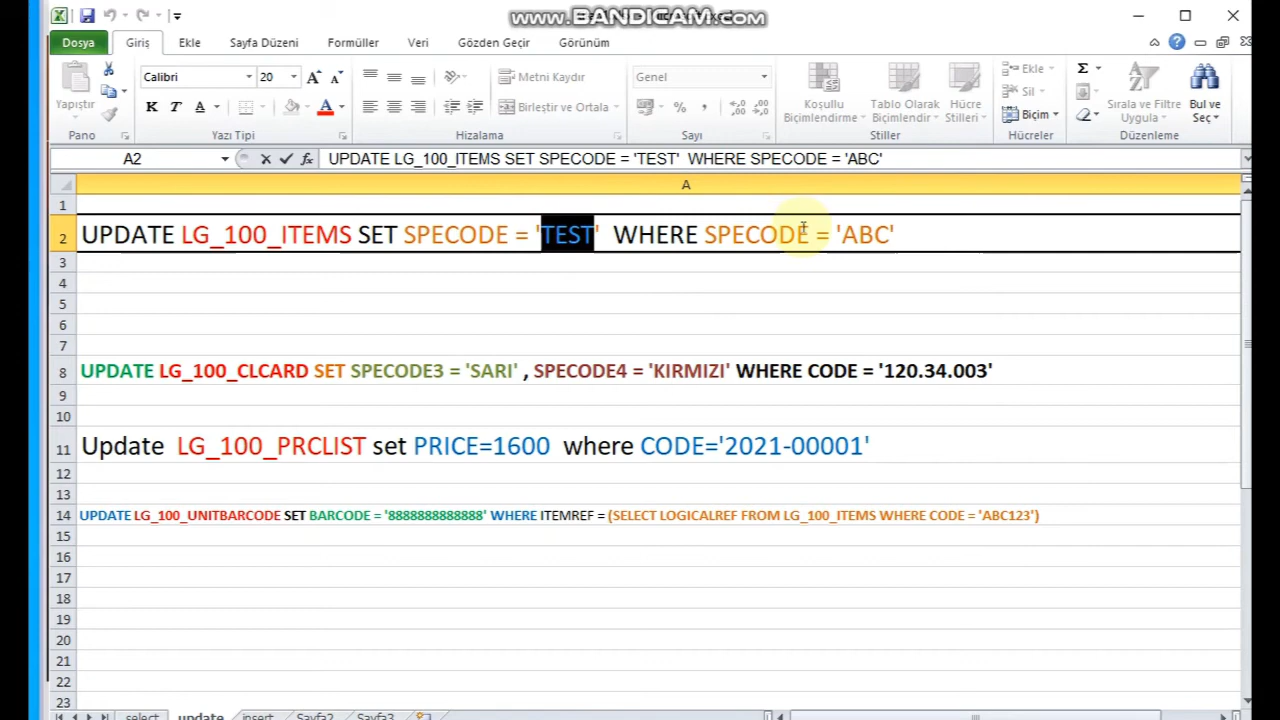 www.BANDICAM.com
Dosya Giriş Ekle Sayfa Düzeni Formüller Veri Gözden Geçir Görünüm
Yapıştır
Calibri 20
K T A
Metni Kaydır
Birleştir ve Ortala
Genel
Koşullu Biçimlendirme
Tablo Olarak Biçimlendir
Hücre Stilleri
Ekle
Sil
Biçim
Sırala ve Filtre Uygula
Bul ve Seç
Pano Yazı Tipi Hizalama Sayı Stiller Hücreler Düzenleme
A2 fx UPDATE LG_100_ITEMS SET SPECODE = 'TEST' WHERE SPECODE = 'ABC'
A
1
2 UPDATE LG_100_ITEMS SET SPECODE = 'TEST' WHERE SPECODE = 'ABC'
3
4
5
6
7
8 UPDATE LG_100_CLCARD SET SPECODE3 = 'SARI' , SPECODE4 = 'KIRMIZI' WHERE CODE = '120.34.003'
9
10
11 Update LG_100_PRCLIST set PRICE=1600 where CODE='2021-00001'
12
13
14 UPDATE LG_100_UNITBARCODE SET BARCODE = '8888888888888' WHERE ITEMREF = (SELECT LOGICALREF FROM LG_100_ITEMS WHERE CODE = 'ABC123')
15
16
17
18
19
20
21
22
23
select update insert Sayfa2 Sayfa3